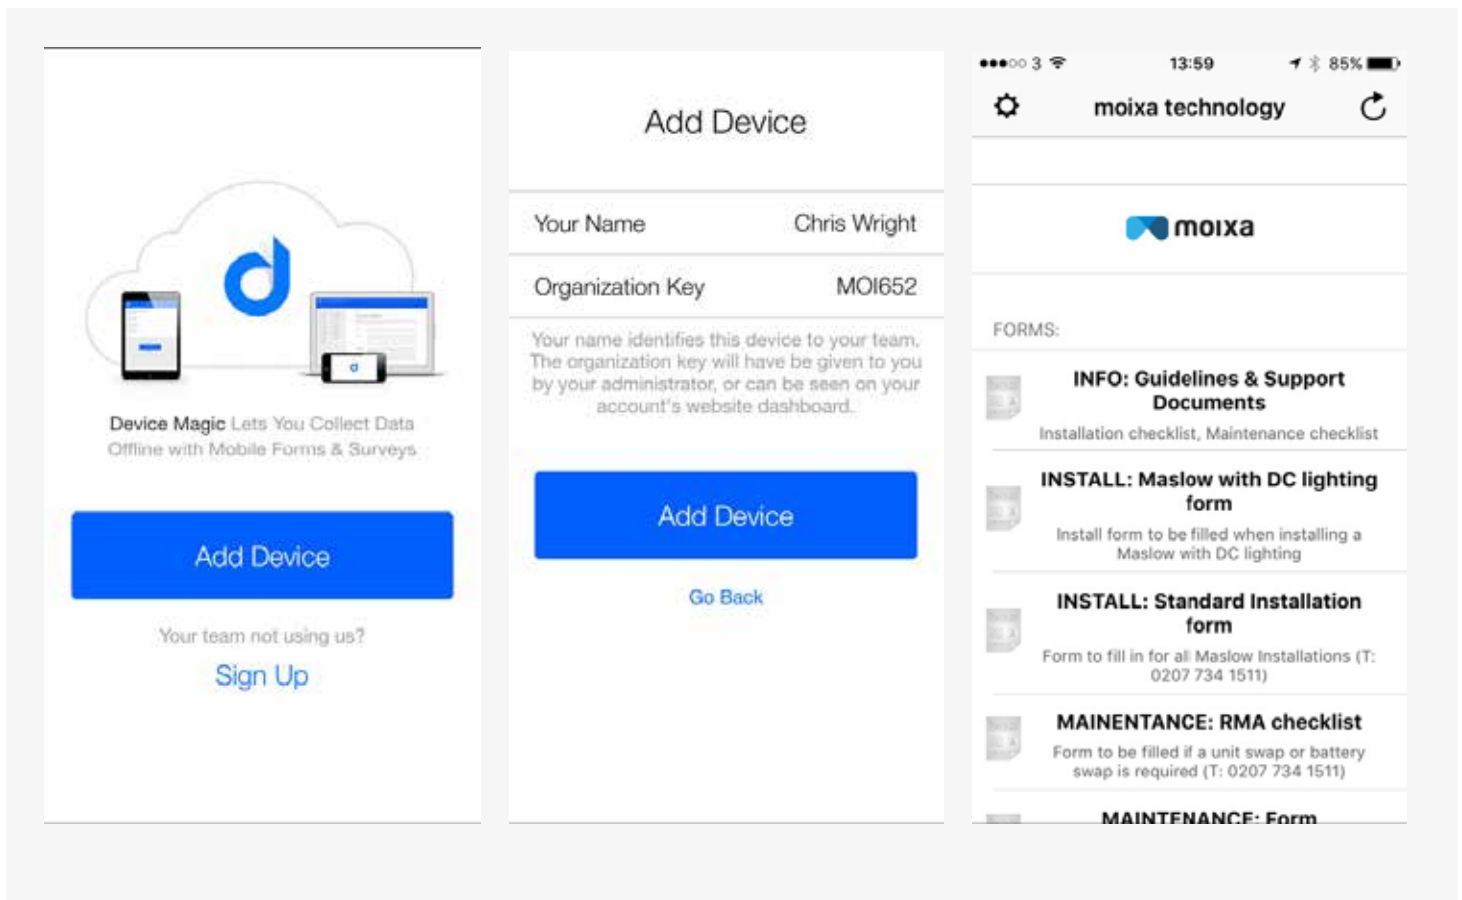 Device Magic Lets You Collect Data
Offline with Mobile Forms & Surveys
Add Device
Your team not using us?
Sign Up
Add Device
Your Name Chris Wright
Organization Key MOI652
Your name identifies this device to your team.
The organization key will have be given to you
by your administrator, or can be seen on your
account's website dashboard.
Add Device
Go Back
3 13:59 85%
moixa technology
moixa
FORMS:
INFO: Guidelines & Support
Documents
Installation checklist, Maintenance checklist
INSTALL: Maslow with DC lighting
form
Install form to be filled when installing a
Maslow with DC lighting
INSTALL: Standard Installation
form
Form to fill in for all Maslow Installations (T:
0207 734 1511)
MAINENTANCE: RMA checklist
Form to be filled if a unit swap or battery
swap is required (T: 0207 734 1511)
MAINTENANCE: Form